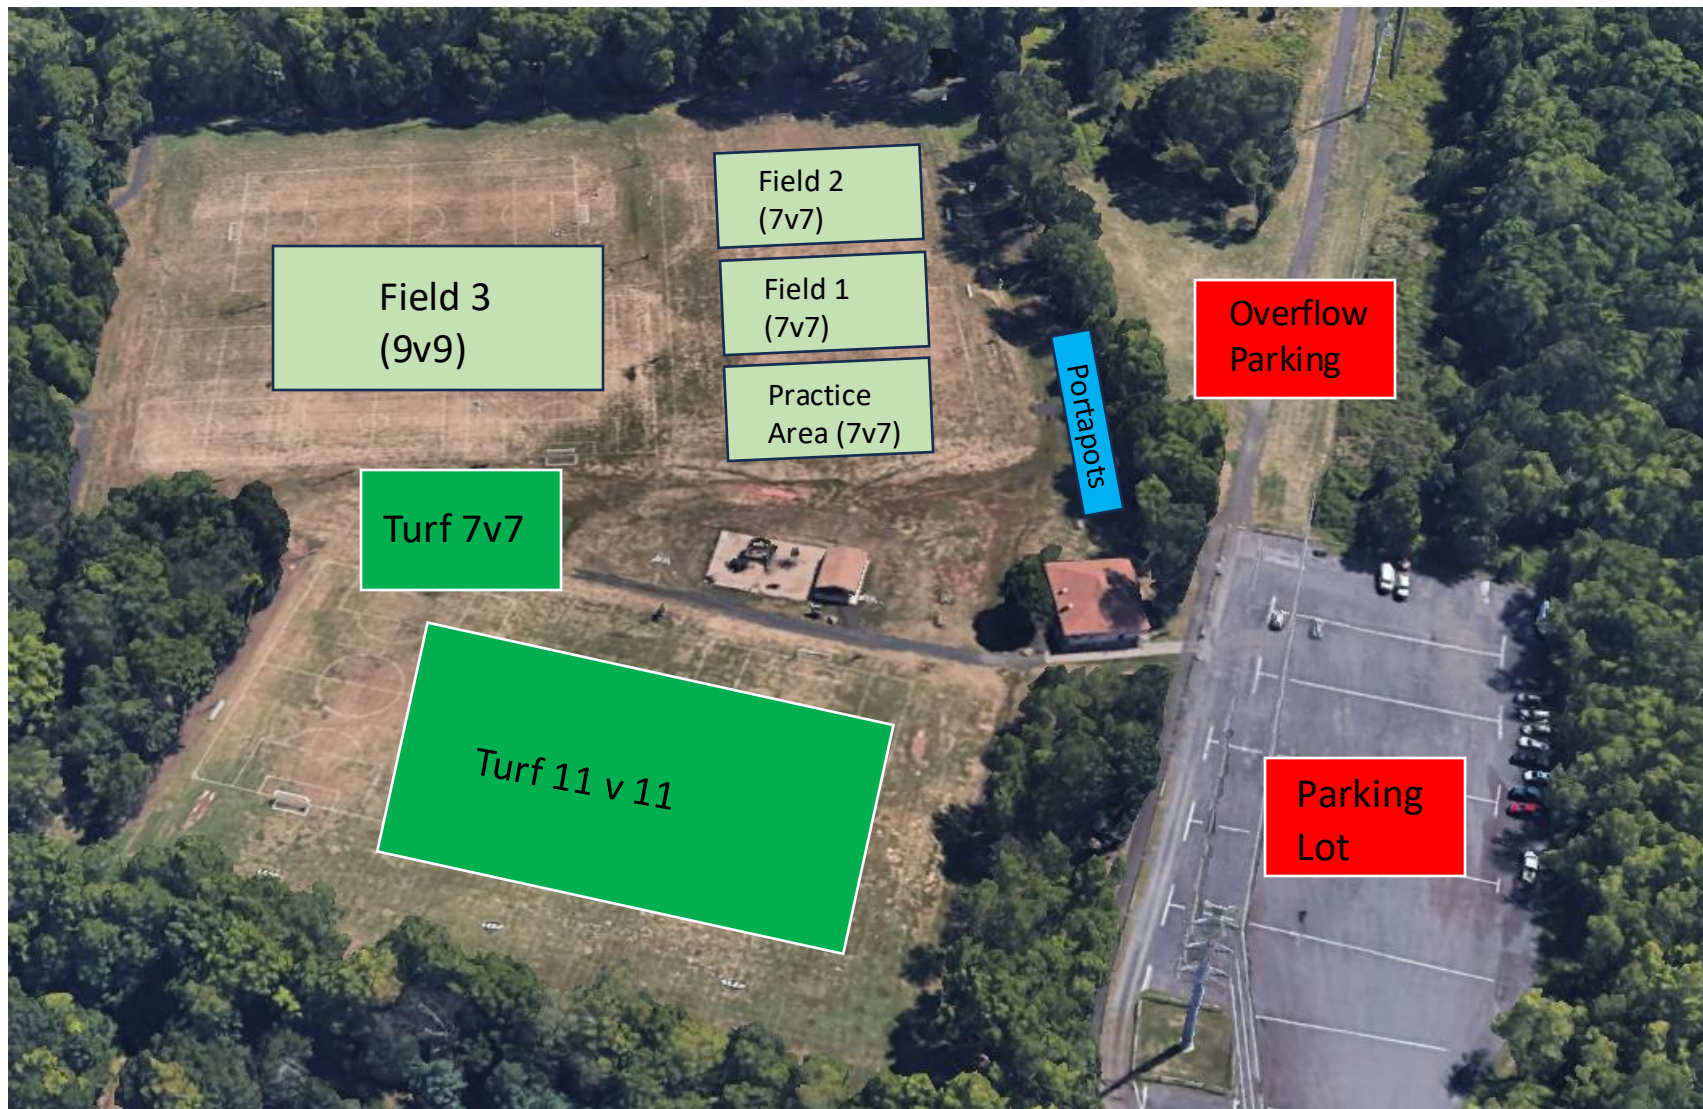 Field 2
(7v7)
Field 3
(9v9)
Field 1
(7v7)
Overflow
Parking
Practice
Area (7v7)
Portapots
Turf 7v7
Turf 11 v 11
Parking
Lot